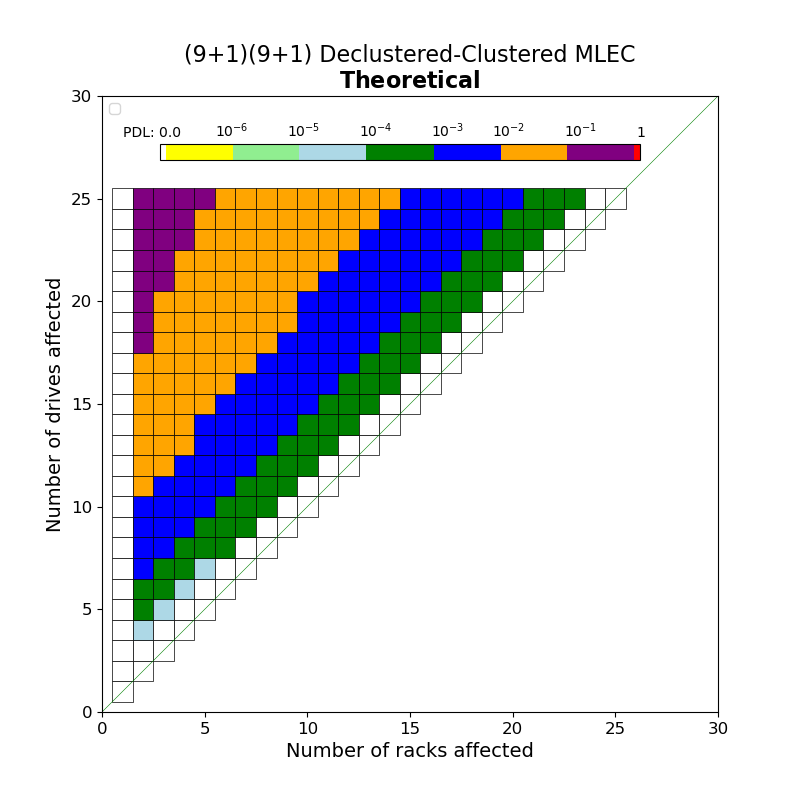 (9+1)(9+1) Declustered-Clustered MLEC
Theoretical
30
PDL: 0.0 10⁻⁶ 10⁻⁵ 10⁻⁴ 10⁻³ 10⁻² 10⁻¹ 1
25
20
15
10
5
0
Number of drives affected
0 5 10 15 20 25 30
Number of racks affected